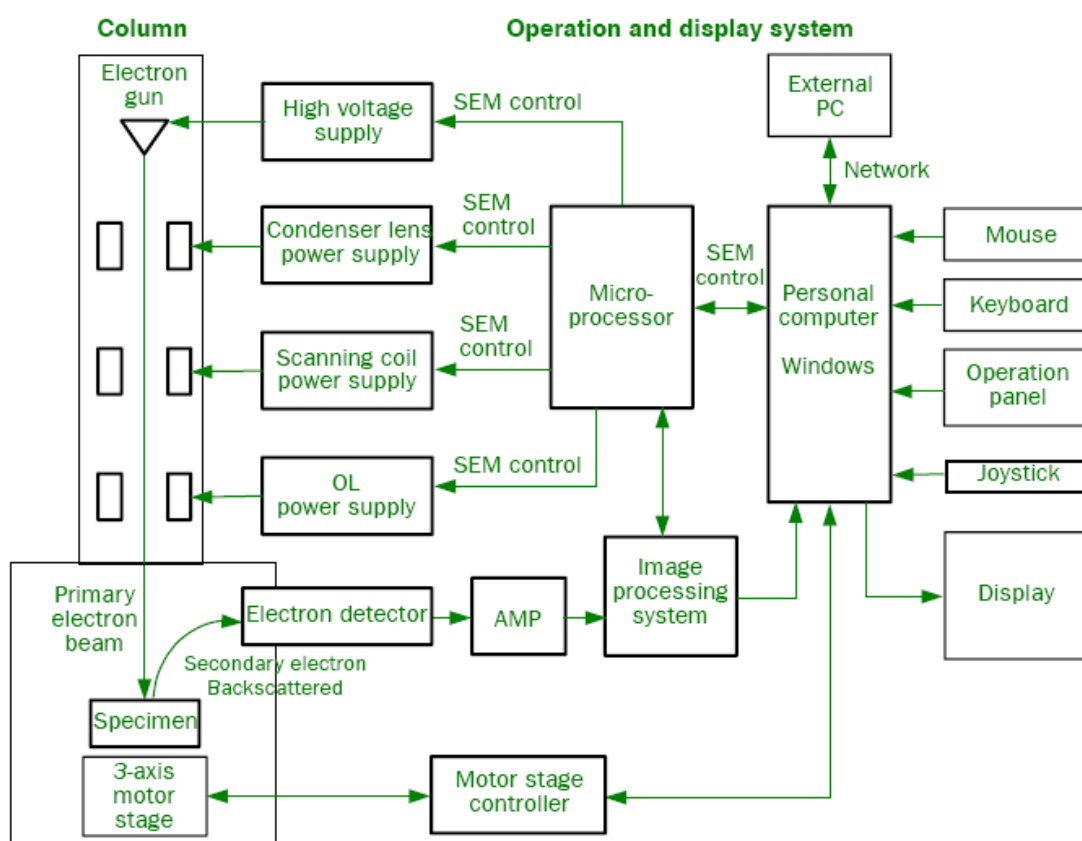 Column
Operation and display system
Electron
gun
High voltage
supply
SEM control
External
PC
Network
Condenser lens
power supply
SEM
control
Micro-
processor
SEM
control
Personal
computer
Windows
Mouse
Keyboard
Scanning coil
power supply
SEM
control
Operation
panel
OL
power supply
SEM control
Joystick
Primary
electron
beam
Electron detector
AMP
Image
processing
system
Display
Secondary electron
Backscattered
Specimen
3-axis
motor
stage
Motor stage
controller